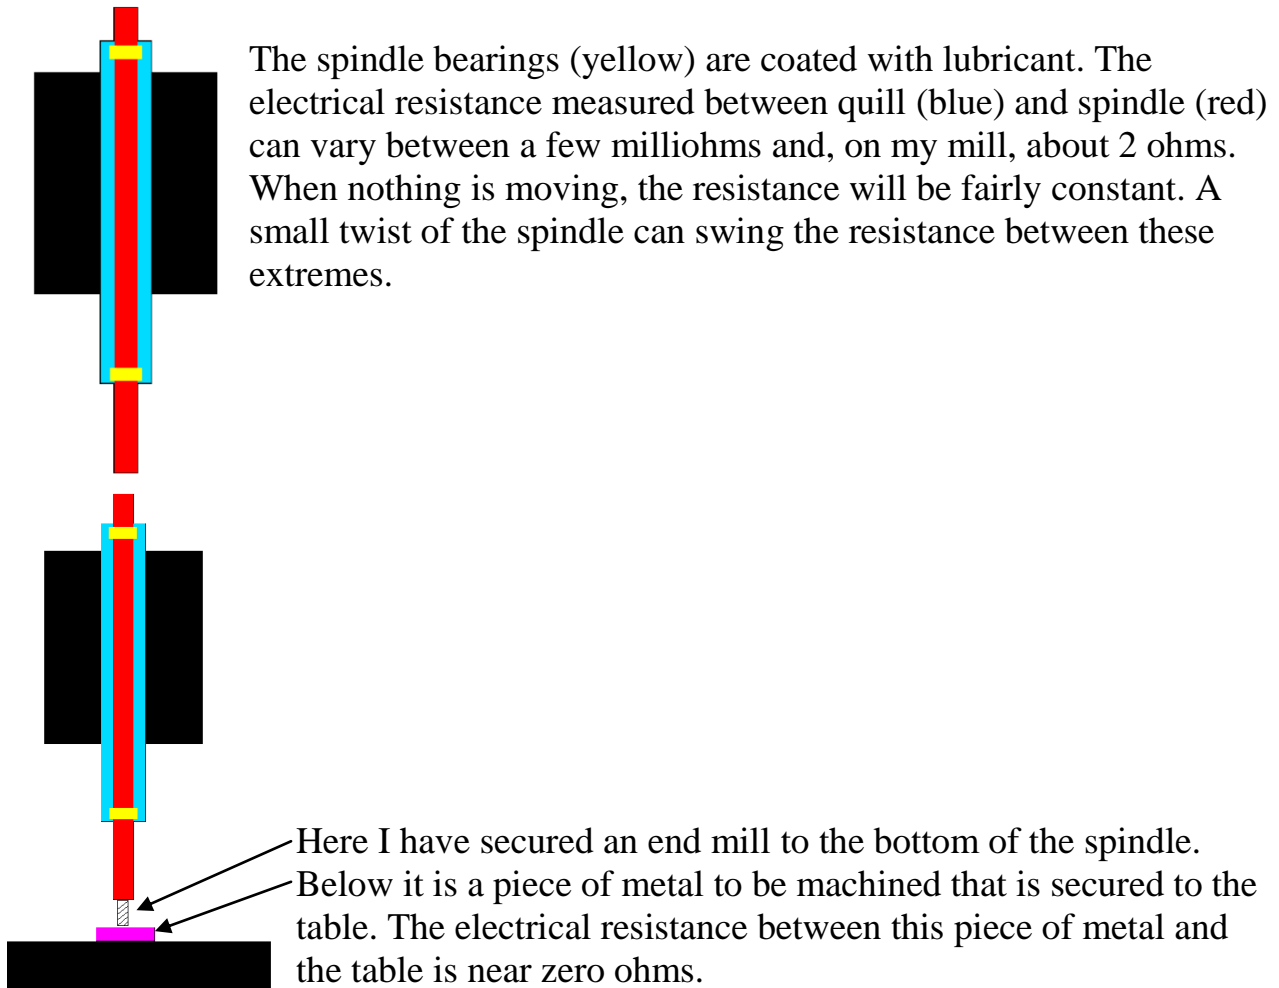 The spindle bearings (yellow) are coated with lubricant. The
electrical resistance measured between quill (blue) and spindle (red)
can vary between a few milliohms and, on my mill, about 2 ohms.
When nothing is moving, the resistance will be fairly constant. A
small twist of the spindle can swing the resistance between these
extremes.
Here I have secured an end mill to the bottom of the spindle.
Below it is a piece of metal to be machined that is secured to the
table. The electrical resistance between this piece of metal and
the table is near zero ohms.